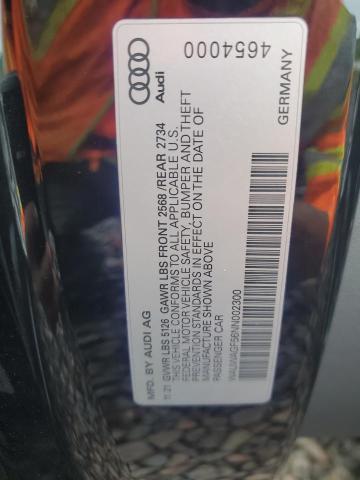 Audi
4654000
GERMANY
MFD. BY AUDI AG
11.21 GVWR LBS 5126 GAWR LBS FRONT 2568 /REAR 2734
THIS VEHICLE CONFORMS TO ALL APPLICABLE U.S.
FEDERAL MOTOR VEHICLE SAFETY, BUMPER AND THEFT
PREVENTION STANDARDS IN EFFECT ON THE DATE OF
MANUFACTURE SHOWN ABOVE
PASSENGER CAR
WAUWAGF56NN002300